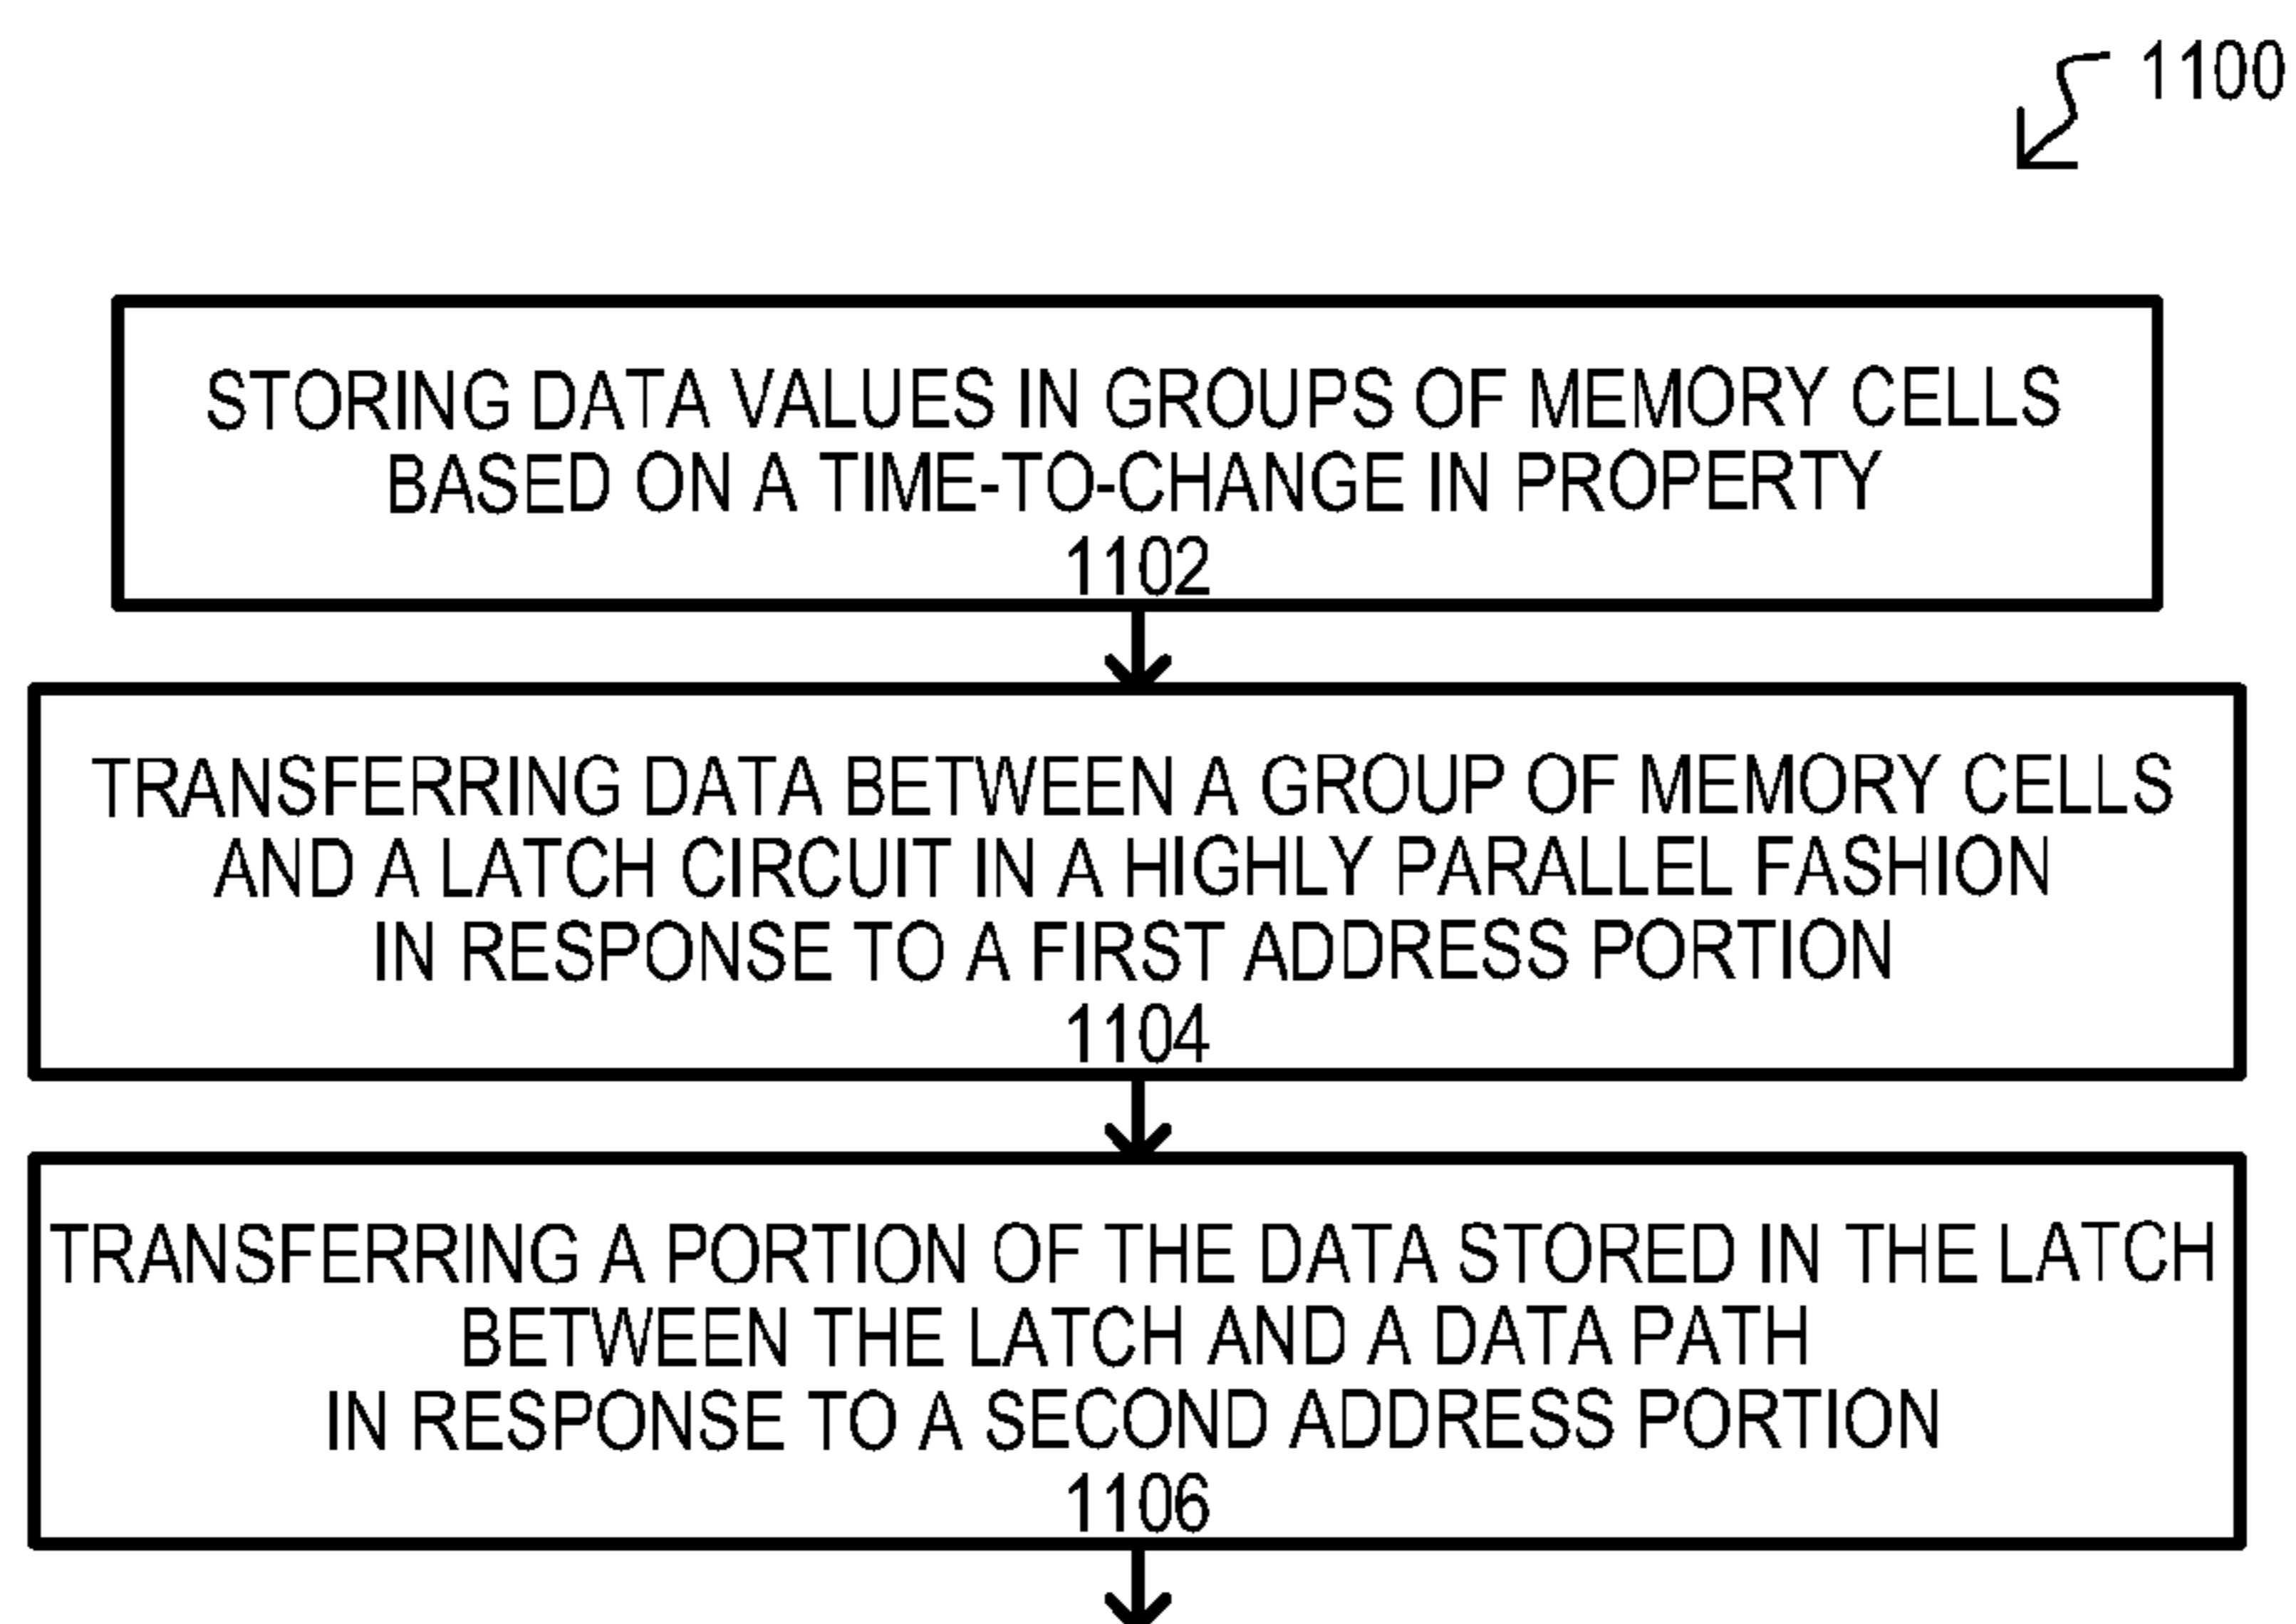 1100
STORING DATA VALUES IN GROUPS OF MEMORY CELLS
BASED ON A TIME-TO-CHANGE IN PROPERTY
1102
TRANSFERRING DATA BETWEEN A GROUP OF MEMORY CELLS
AND A LATCH CIRCUIT IN A HIGHLY PARALLEL FASHION
IN RESPONSE TO A FIRST ADDRESS PORTION
1104
TRANSFERRING A PORTION OF THE DATA STORED IN THE LATCH
BETWEEN THE LATCH AND A DATA PATH
IN RESPONSE TO A SECOND ADDRESS PORTION
1106